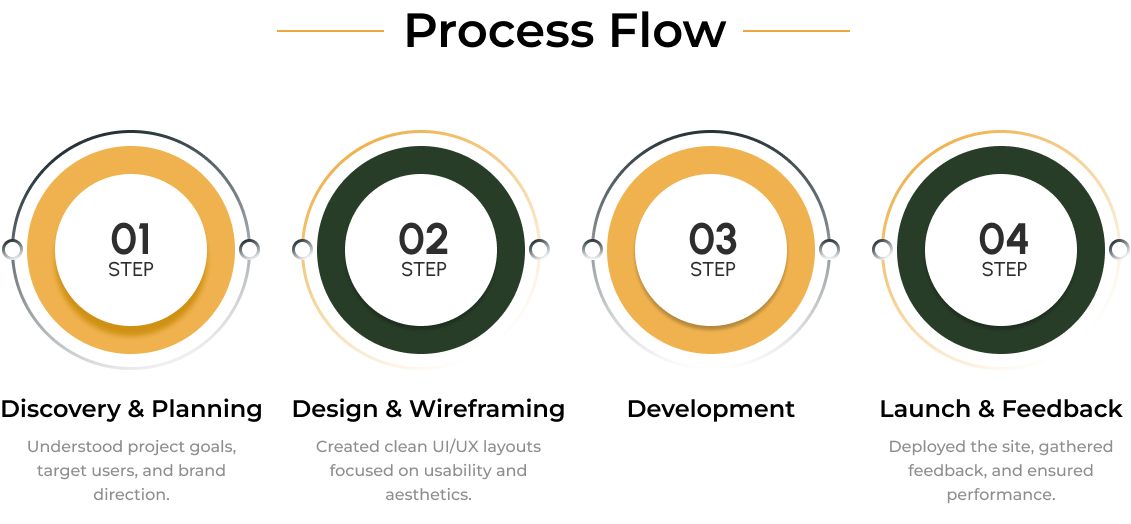 Process Flow
01
STEP
02
STEP
03
STEP
04
STEP
Discovery & Planning
Understood project goals,
target users, and brand
direction.
Design & Wireframing
Created clean UI/UX layouts
focused on usability and
aesthetics.
Development
Launch & Feedback
Deployed the site, gathered
feedback, and ensured
performance.